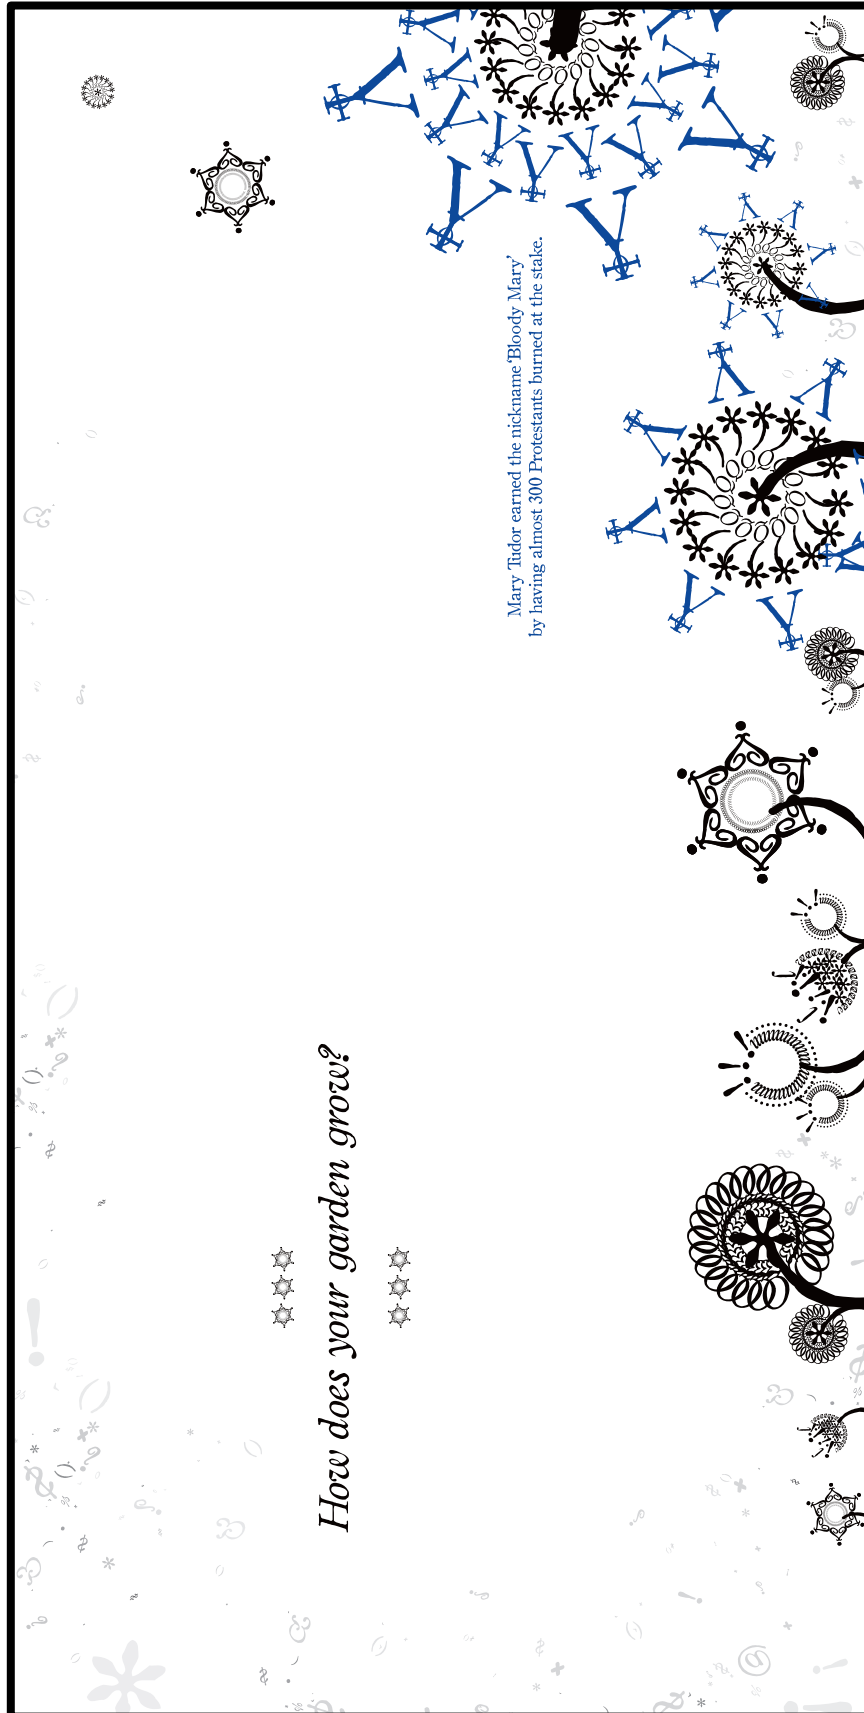 How does your garden grow?
Mary Tudor earned the nickname 'Bloody Mary'
by having almost 300 Protestants burned at the stake.